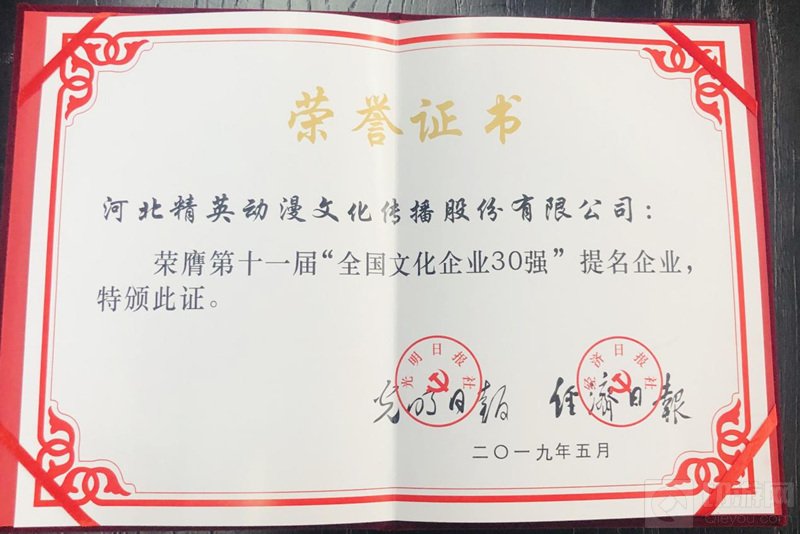 荣誉证书
河北精英动漫文化传播股份有限公司：
荣膺第十一届“全国文化企业30强”提名企业，
特颁此证。
光明日报社
经济日报社
光明日报 经济日报
二〇一九年五月